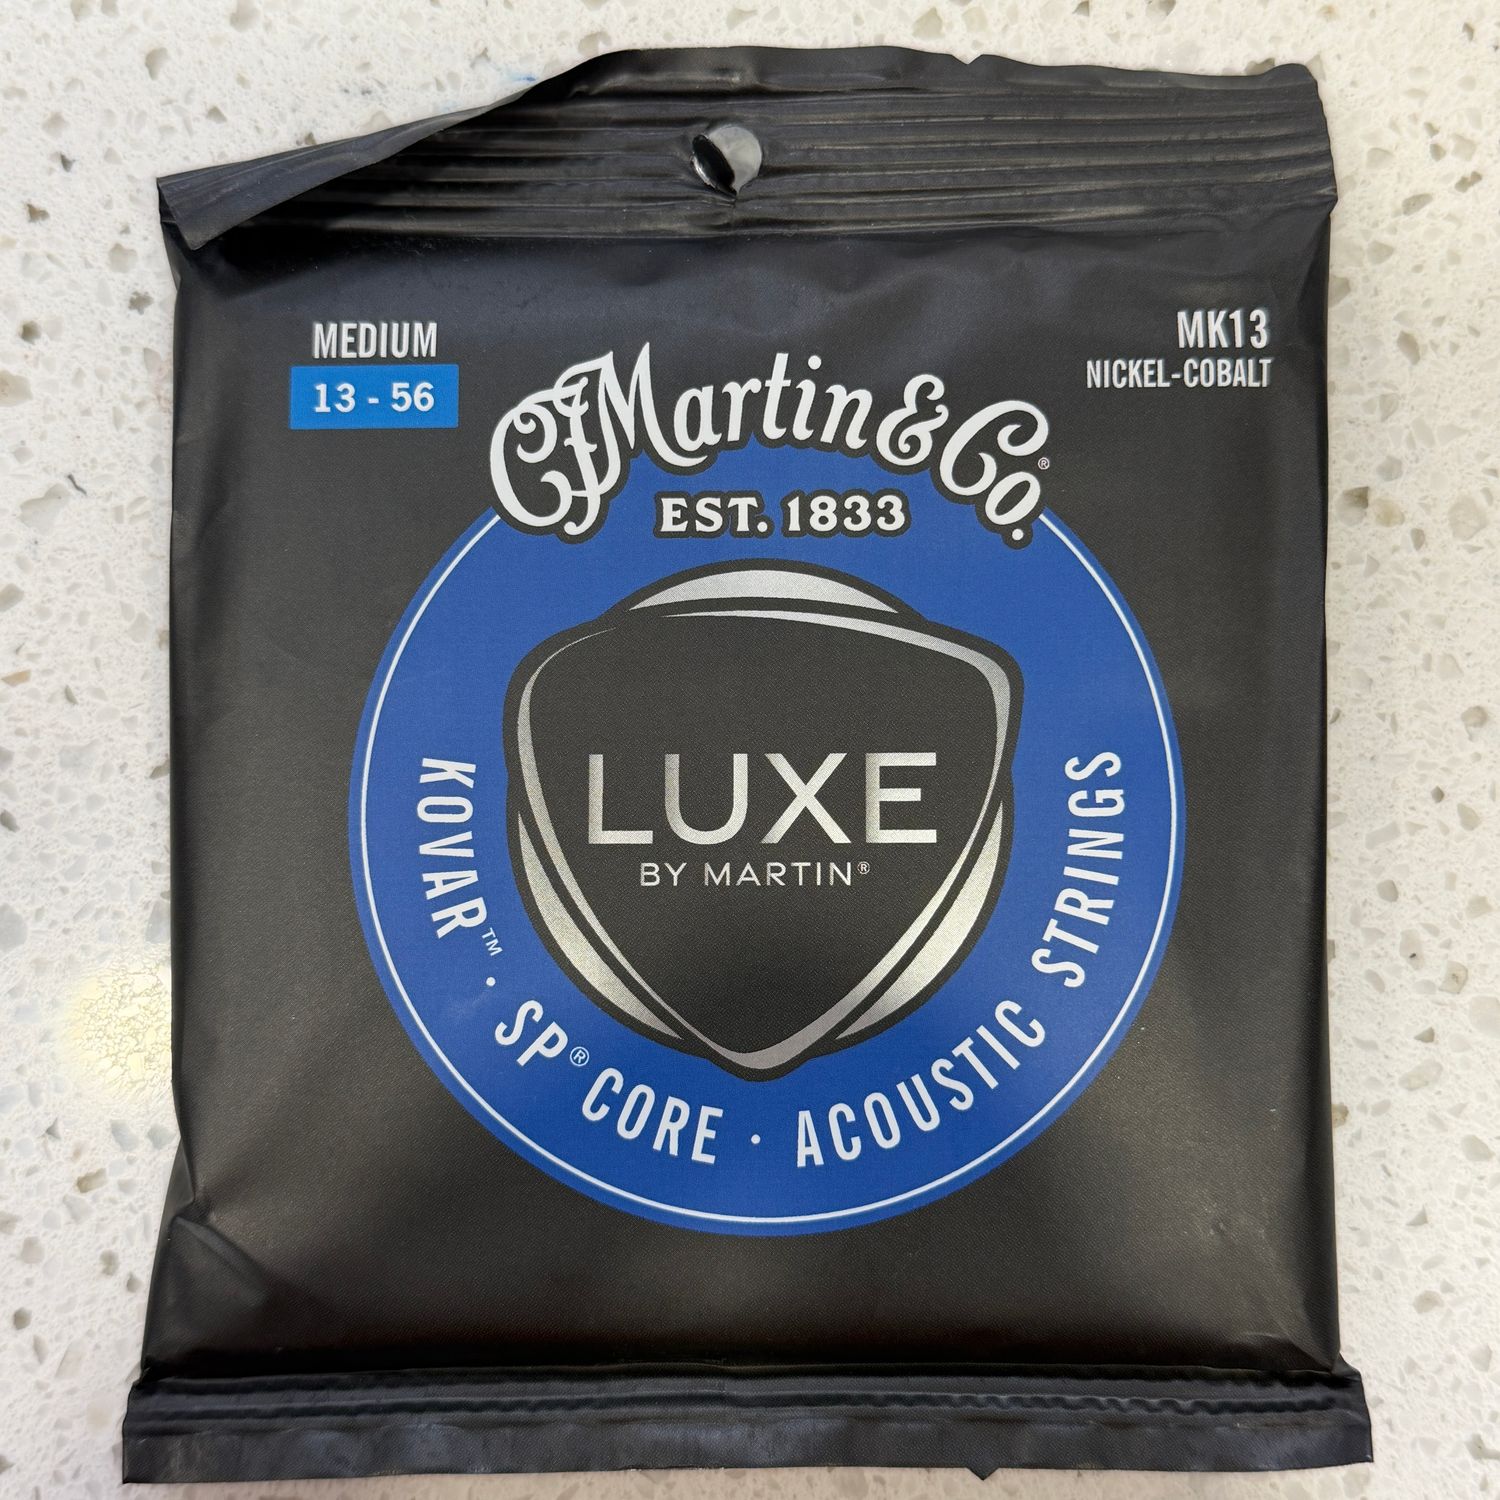 MEDIUM
13 - 56
MK13
NICKEL-COBALT
CFMartin & Co.®
EST. 1833
LUXE
BY MARTIN®
KOVAR™ · SP® CORE · ACOUSTIC STRINGS